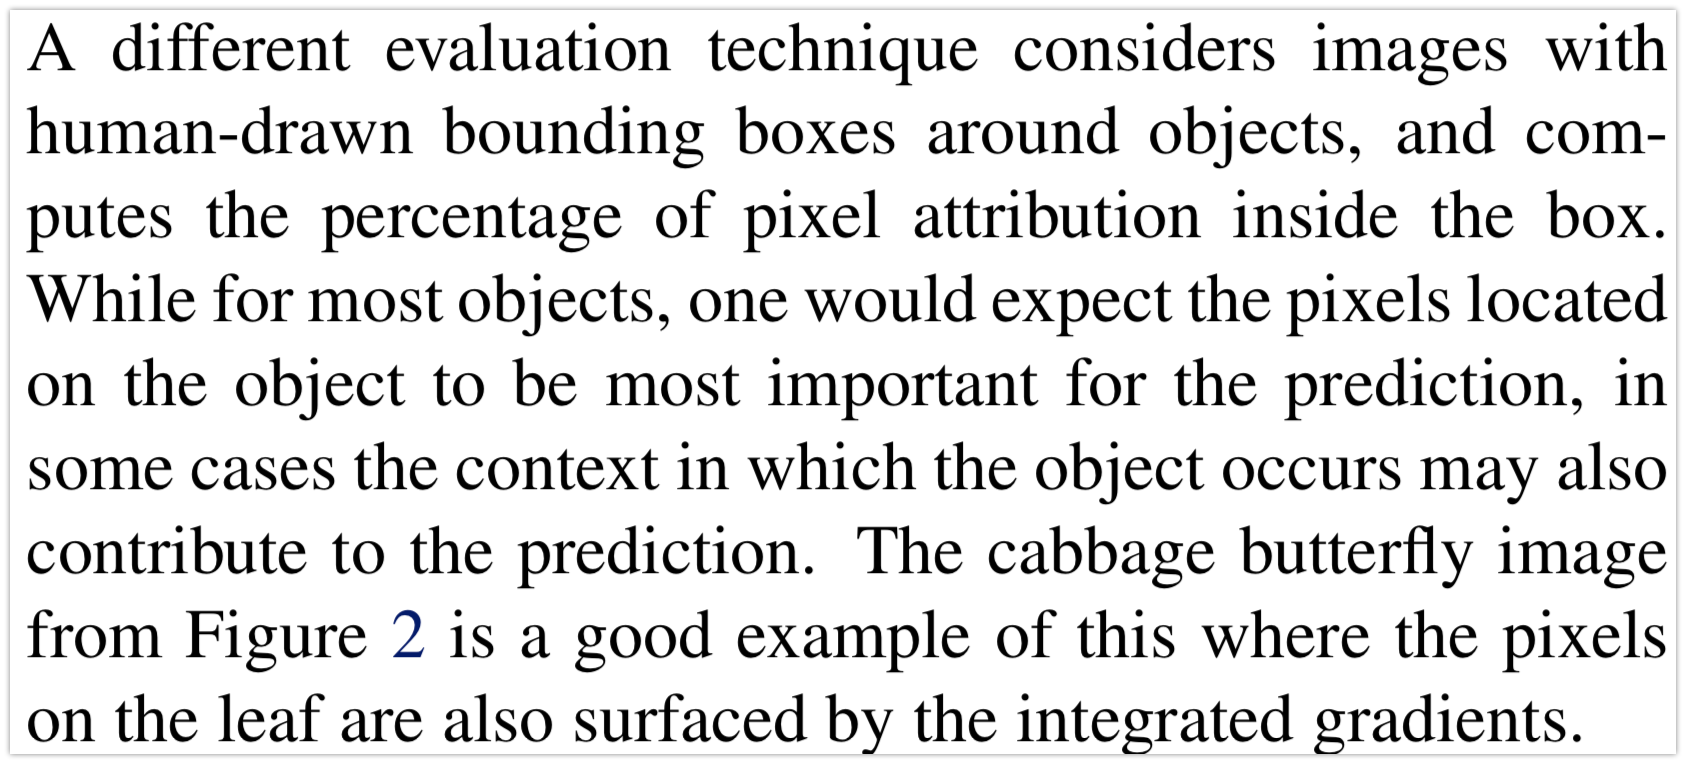 A different evaluation technique considers images with
human-drawn bounding boxes around objects, and com-
putes the percentage of pixel attribution inside the box.
While for most objects, one would expect the pixels located
on the object to be most important for the prediction, in
some cases the context in which the object occurs may also
contribute to the prediction. The cabbage butterfly image
from Figure 2 is a good example of this where the pixels
on the leaf are also surfaced by the integrated gradients.